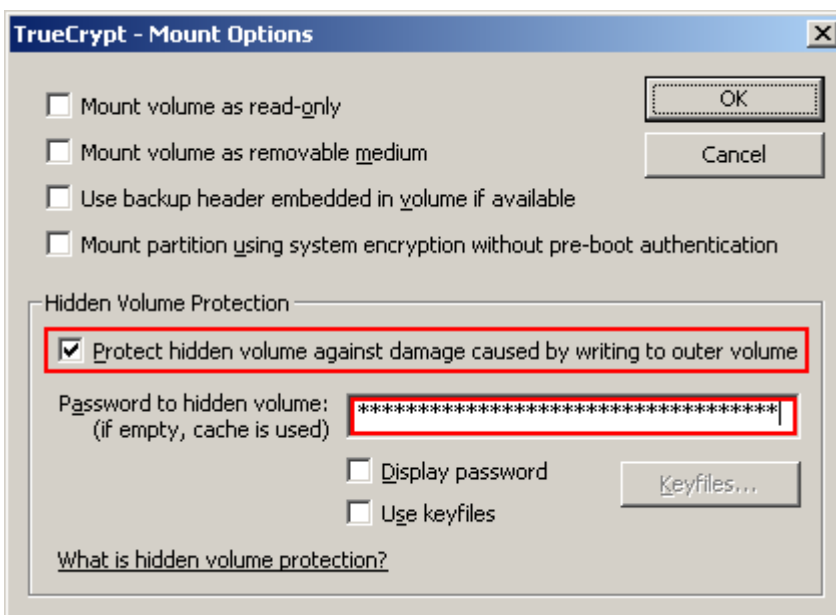 TrueCrypt - Mount Options
Mount volume as read-only
OK
Mount volume as removable medium
Cancel
Use backup header embedded in volume if available
Mount partition using system encryption without pre-boot authentication
Hidden Volume Protection
Protect hidden volume against damage caused by writing to outer volume
Password to hidden volume:
(if empty, cache is used)
***********************************
Display password
Keyfiles...
Use keyfiles
What is hidden volume protection?